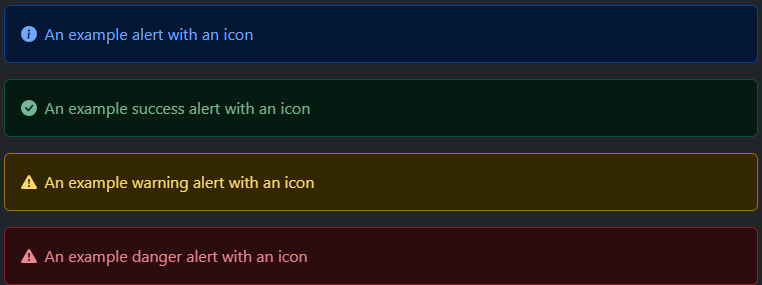 An example alert with an icon
An example success alert with an icon
An example warning alert with an icon
An example danger alert with an icon